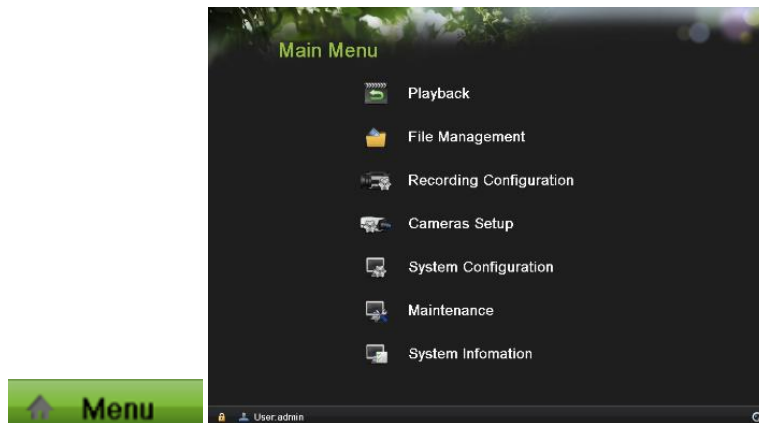 Main Menu
Playback
File Management
Recording Configuration
Cameras Setup
System Configuration
Maintenance
System Infomation
Menu
User:admin